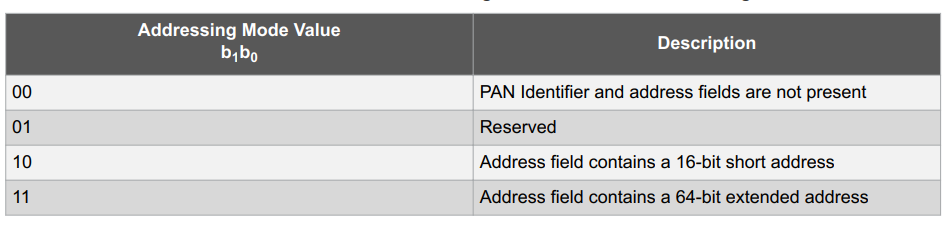 Addressing Mode Value
b₁b₀
Description
00 PAN Identifier and address fields are not present
01 Reserved
10 Address field contains a 16-bit short address
11 Address field contains a 64-bit extended address